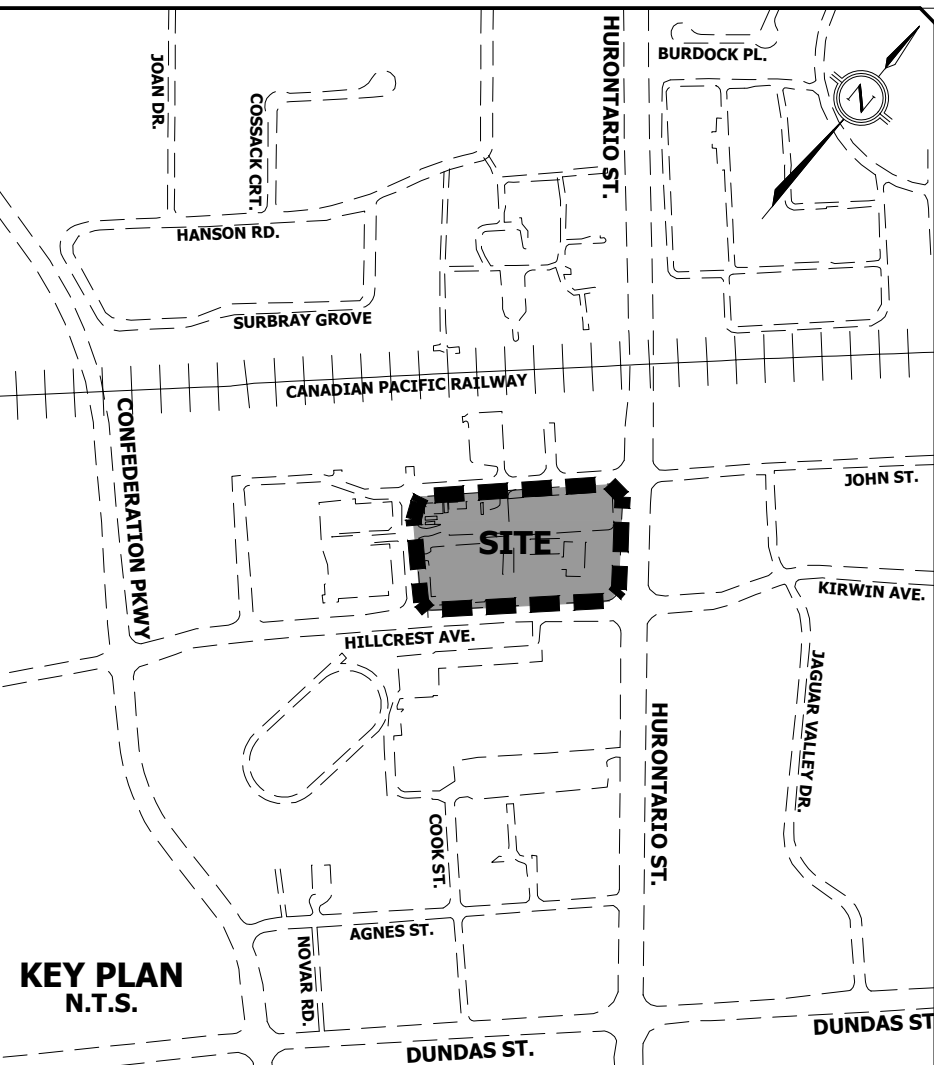 JOAN DR.
COSSACK CRT.
HURONTARIO ST.
BURDOCK PL.
N
HANSON RD.
SURBRAY GROVE
CANADIAN PACIFIC RAILWAY
CONFEDERATION PKWY
JOHN ST.
SITE
KIRWIN AVE.
HILLCREST AVE.
JAGUAR VALLEY DR.
HURONTARIO ST.
COOK ST.
AGNES ST.
NOVAR RD.
KEY PLAN
N.T.S.
DUNDAS ST.
DUNDAS ST